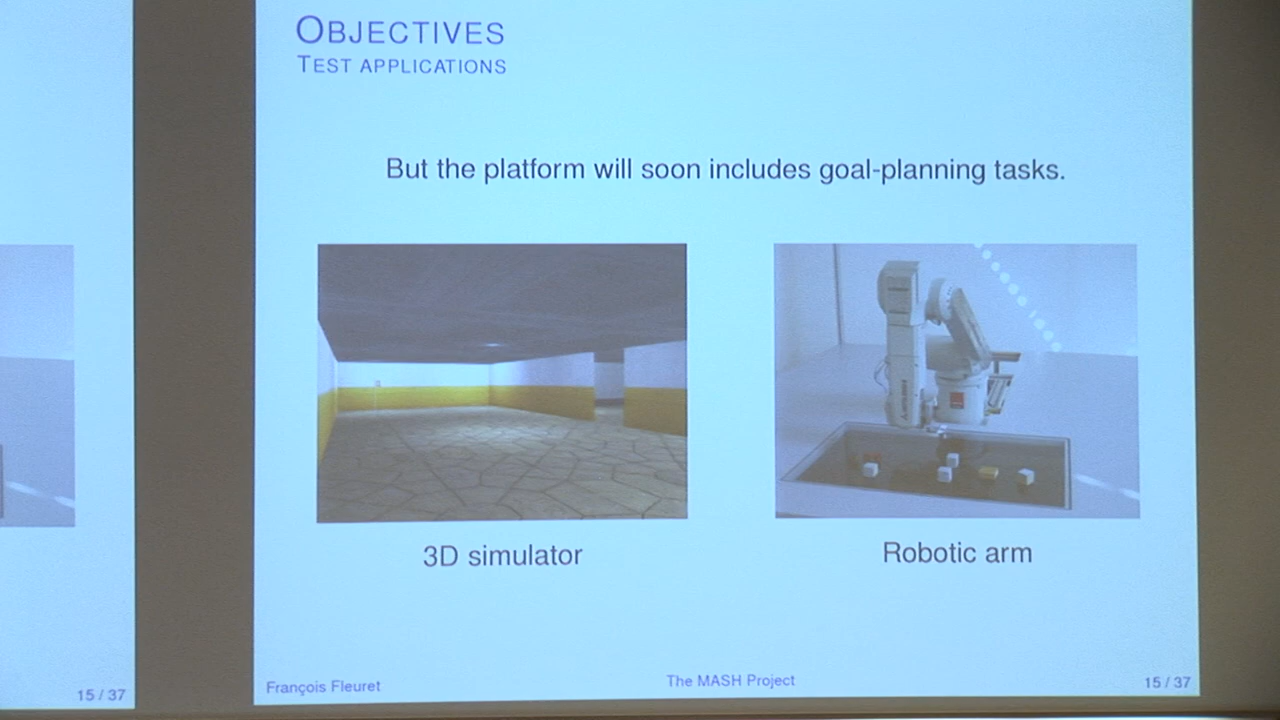 OBJECTIVES
TEST APPLICATIONS
But the platform will soon includes goal-planning tasks.
3D simulator
Robotic arm
15 / 37
François Fleuret
The MASH Project
15 / 37